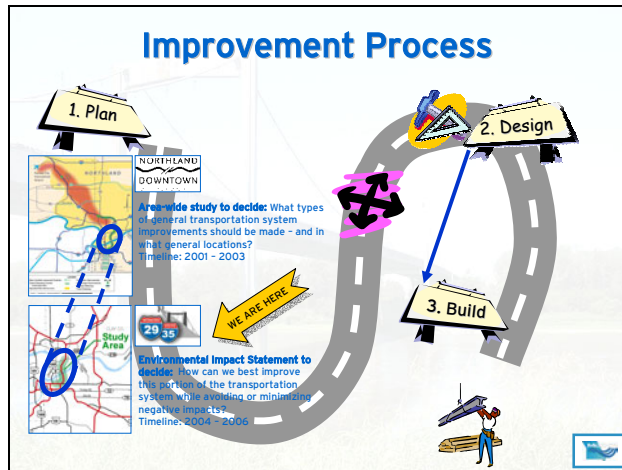 Improvement Process
1. Plan
2. Design
NORTHLAND
DOWNTOWN
NORTHLAND
Area-wide study to decide: What types
of general transportation system
improvements should be made – and in
what general locations?
Timeline: 2001 – 2003
WE ARE HERE
3. Build
29
35
Study
Area
Environmental Impact Statement to
decide: How can we best improve
this portion of the transportation
system while avoiding or minimizing
negative impacts?
Timeline: 2004 – 2006